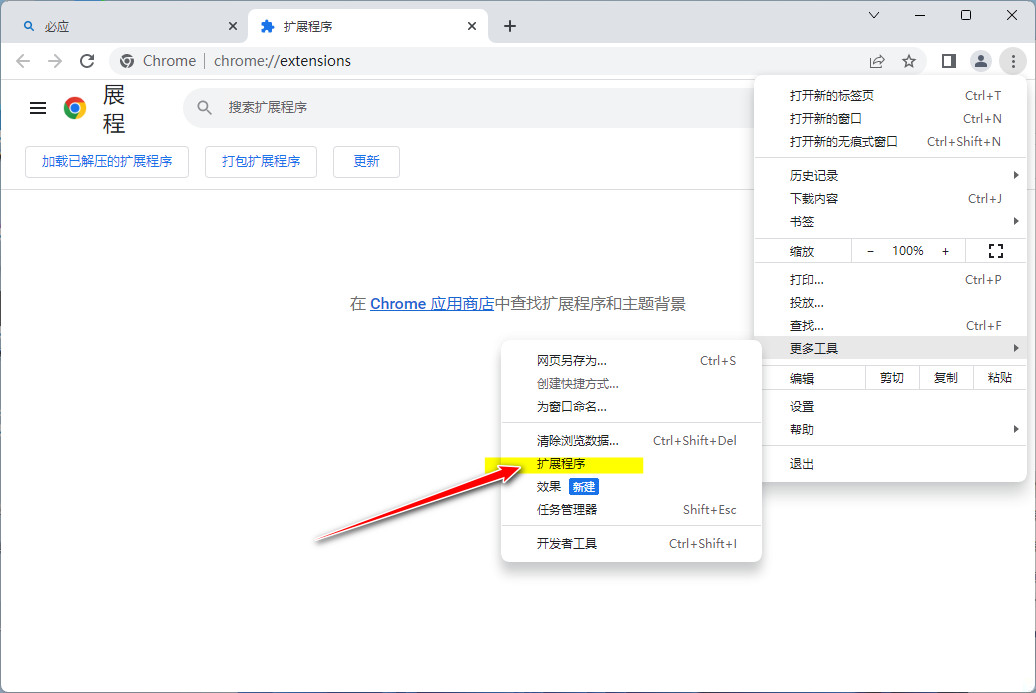 必应
扩展程序
Chrome
chrome://extensions
展
程
搜索扩展程序
加载已解压的扩展程序
打包扩展程序
更新
在 Chrome 应用商店中查找扩展程序和主题背景
打开新的标签页 Ctrl+T
打开新的窗口 Ctrl+N
打开新的无痕式窗口 Ctrl+Shift+N
历史记录
下载内容 Ctrl+J
书签
缩放 − 100% +
打印... Ctrl+P
投放...
查找... Ctrl+F
更多工具
编辑 剪切 复制 粘贴
设置
帮助
退出
网页另存为... Ctrl+S
创建快捷方式...
为窗口命名...
清除浏览数据... Ctrl+Shift+Del
扩展程序
效果 新建
任务管理器 Shift+Esc
开发者工具 Ctrl+Shift+I